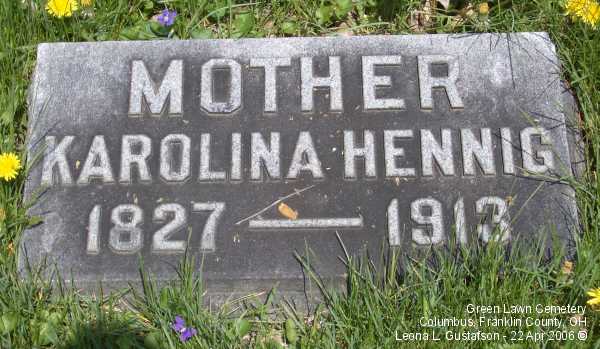 MOTHER
KAROLINA HENNIG
1827 — 1913
Green Lawn Cemetery
Columbus, Franklin County, OH
Leona L. Gustafson - 22 Apr 2006 ©